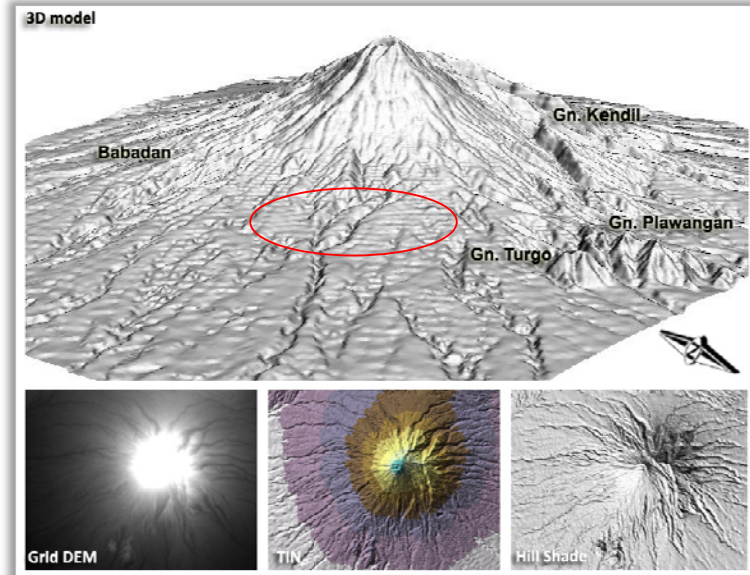 3D model
Gn. Kendil
Babadan
Gn. Plawangan
Gn. Turgo
Grid DEM
TIN
Hill Shade